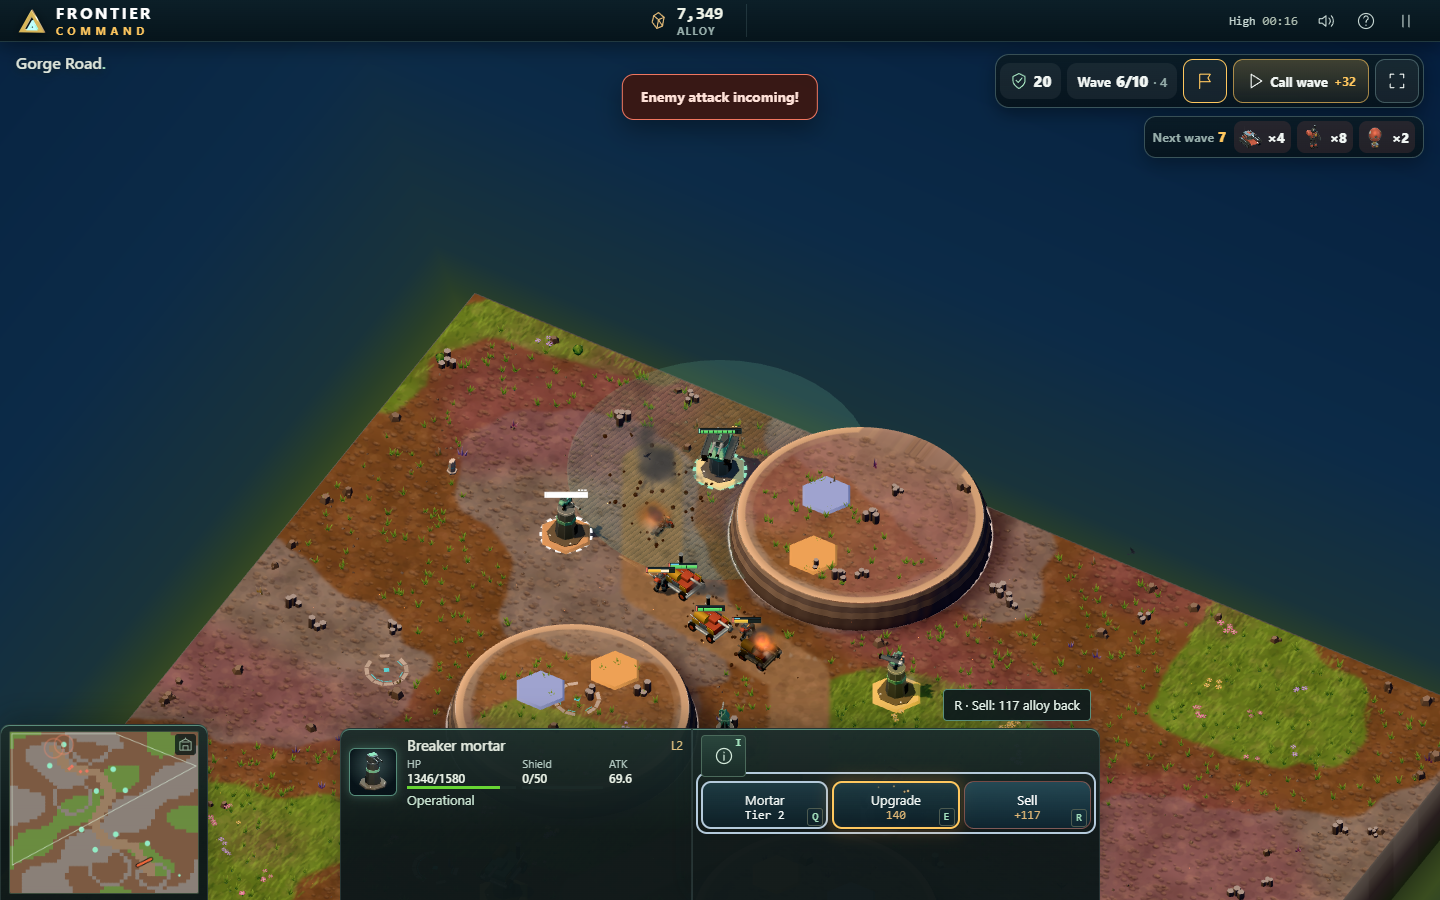 FRONTIER
COMMAND
7,349
ALLOY
High 00:16
Gorge Road.
Enemy attack incoming!
20
Wave 6/10 · 4
Call wave +32
Next wave 7
×4
×8
×2
R · Sell: 117 alloy back
Breaker mortar
L2
HP
Shield
ATK
1346/1580
0/50
69.6
Operational
I
Mortar
Tier 2
Q
Upgrade
140
E
Sell
+117
R